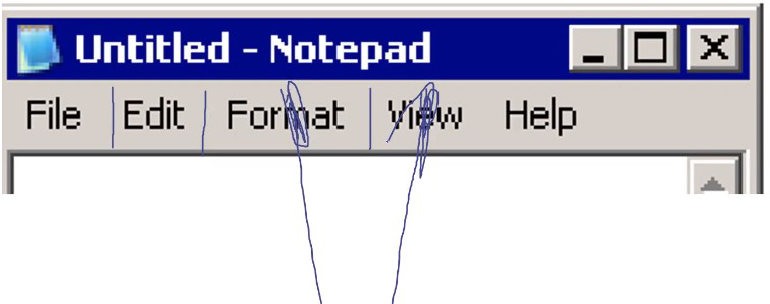 Untitled - Notepad
File Edit Format View Help